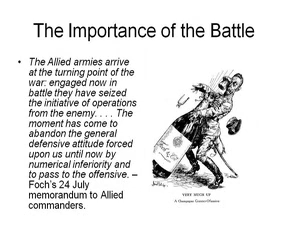 The Importance of the Battle
• The Allied armies arrive
at the turning point of the
war: engaged now in
battle they have seized
the initiative of operations
from the enemy. . . . The
moment has come to
abandon the general
defensive attitude forced
upon us until now by
numerical inferiority and
to pass to the offensive. –
Foch's 24 July
memorandum to Allied
commanders.
VERY MUCH UP
A Champagne Counter-Offensive